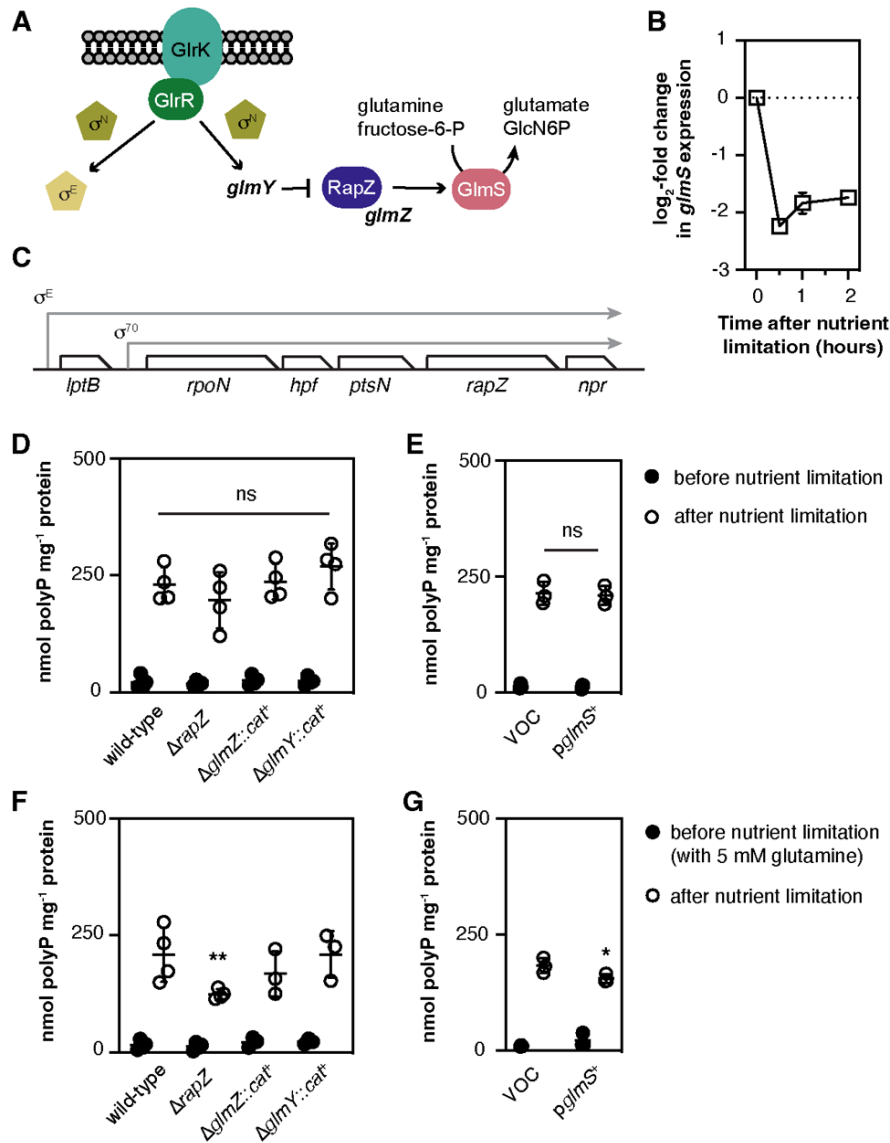 A
GlrK
GlrR
σN
σN
σE
glmY
RapZ
glmZ
GlmS
glutamine
fructose-6-P
glutamate
GlcN6P
B
log2-fold change
in glmS expression
1
0
-1
-2
-3
0
1
2
Time after nutrient
limitation (hours)
C
σE
σ70
lptB
rpoN
hpf
ptsN
rapZ
npr
D
nmol polyP mg-1 protein
500
250
0
ns
wild-type
ΔrapZ
ΔglmZ::cat+
ΔglmY::cat+
E
nmol polyP mg-1 protein
500
250
0
ns
VOC
pglmS+
before nutrient limitation
after nutrient limitation
F
nmol polyP mg-1 protein
500
250
0
**
wild-type
ΔrapZ
ΔglmZ::cat+
ΔglmY::cat+
G
nmol polyP mg-1 protein
500
250
0
*
VOC
pglmS+
before nutrient limitation
(with 5 mM glutamine)
after nutrient limitation